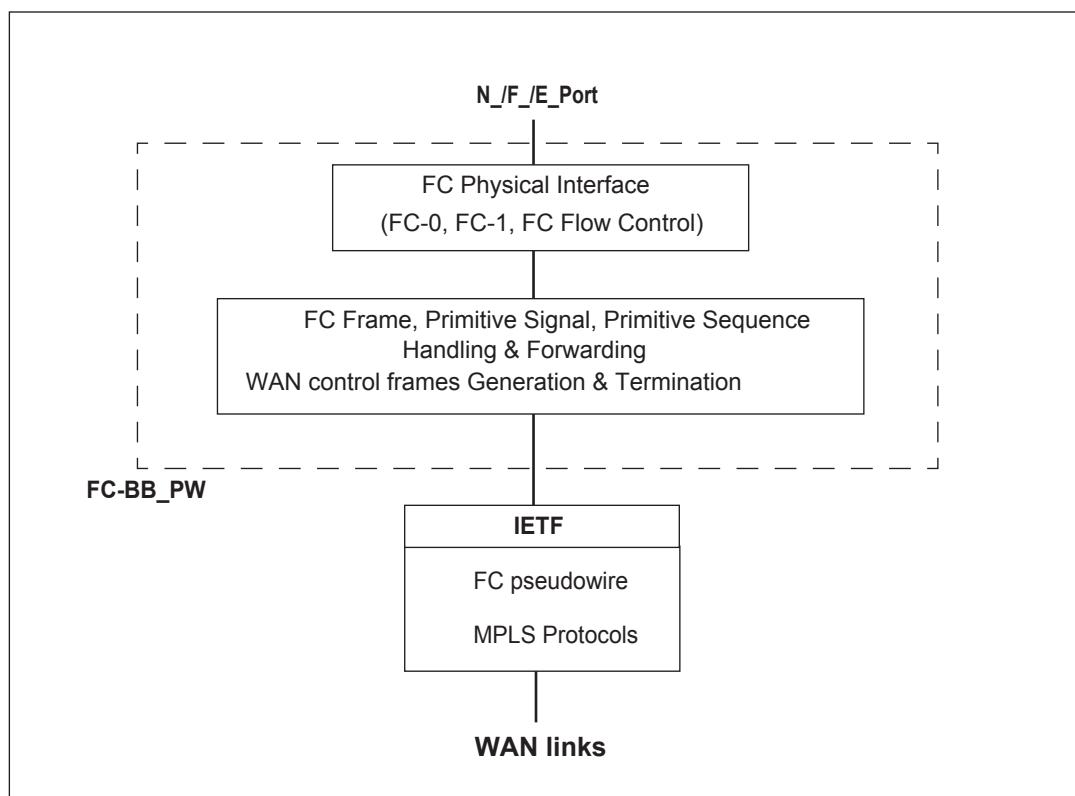 N_/F_/E_Port
FC Physical Interface
(FC-0, FC-1, FC Flow Control)
FC Frame, Primitive Signal, Primitive Sequence
Handling & Forwarding
WAN control frames Generation & Termination
FC-BB_PW
IETF
FC pseudowire
MPLS Protocols
WAN links